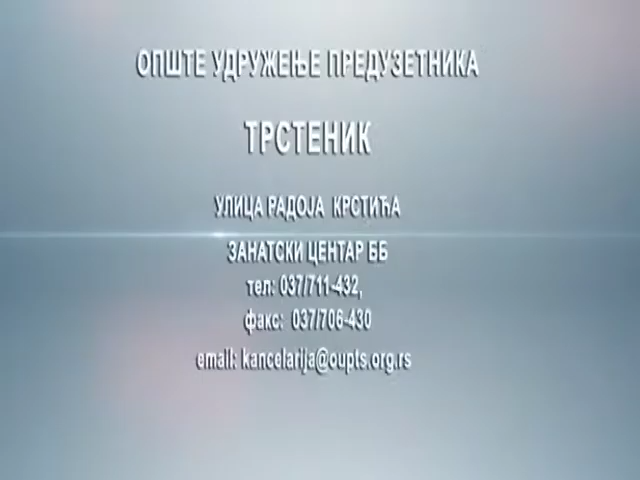 ОПШТЕ УДРУЖЕЊЕ ПРЕДУЗЕТНИКА
ТРСТЕНИК
УЛИЦА РАДОЈА КРСТИЋА
ЗАНАТСКИ ЦЕНТАР ББ
тел: 037/711-432,
факс: 037/706-430
email: kancelarija@oupts.org.rs